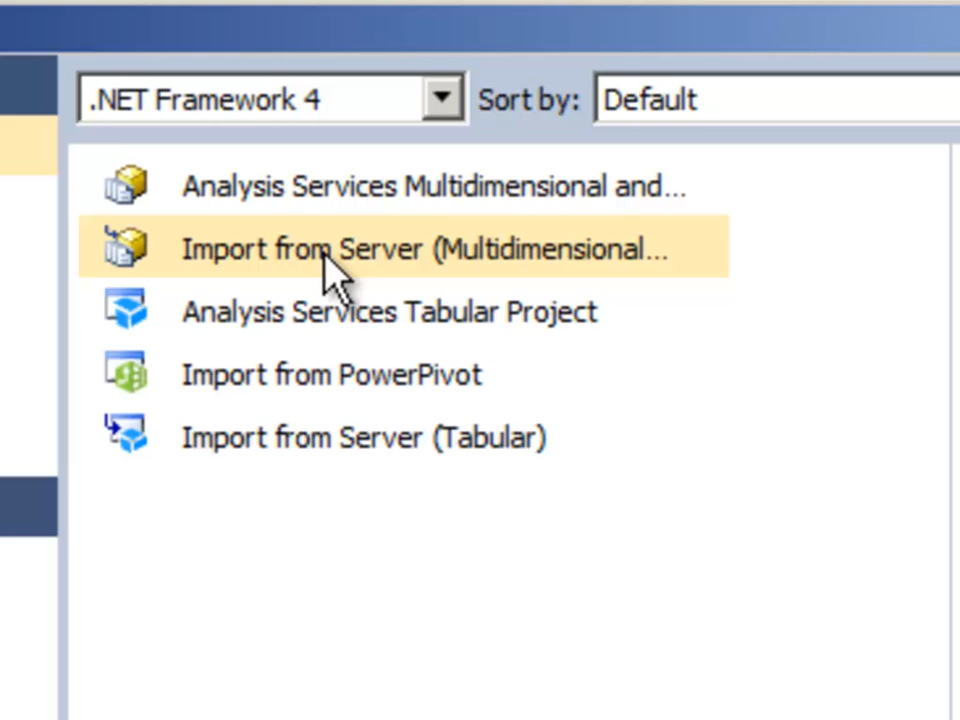 .NET Framework 4 Sort by: Default
Analysis Services Multidimensional and...
Import from Server (Multidimensional...
Analysis Services Tabular Project
Import from PowerPivot
Import from Server (Tabular)